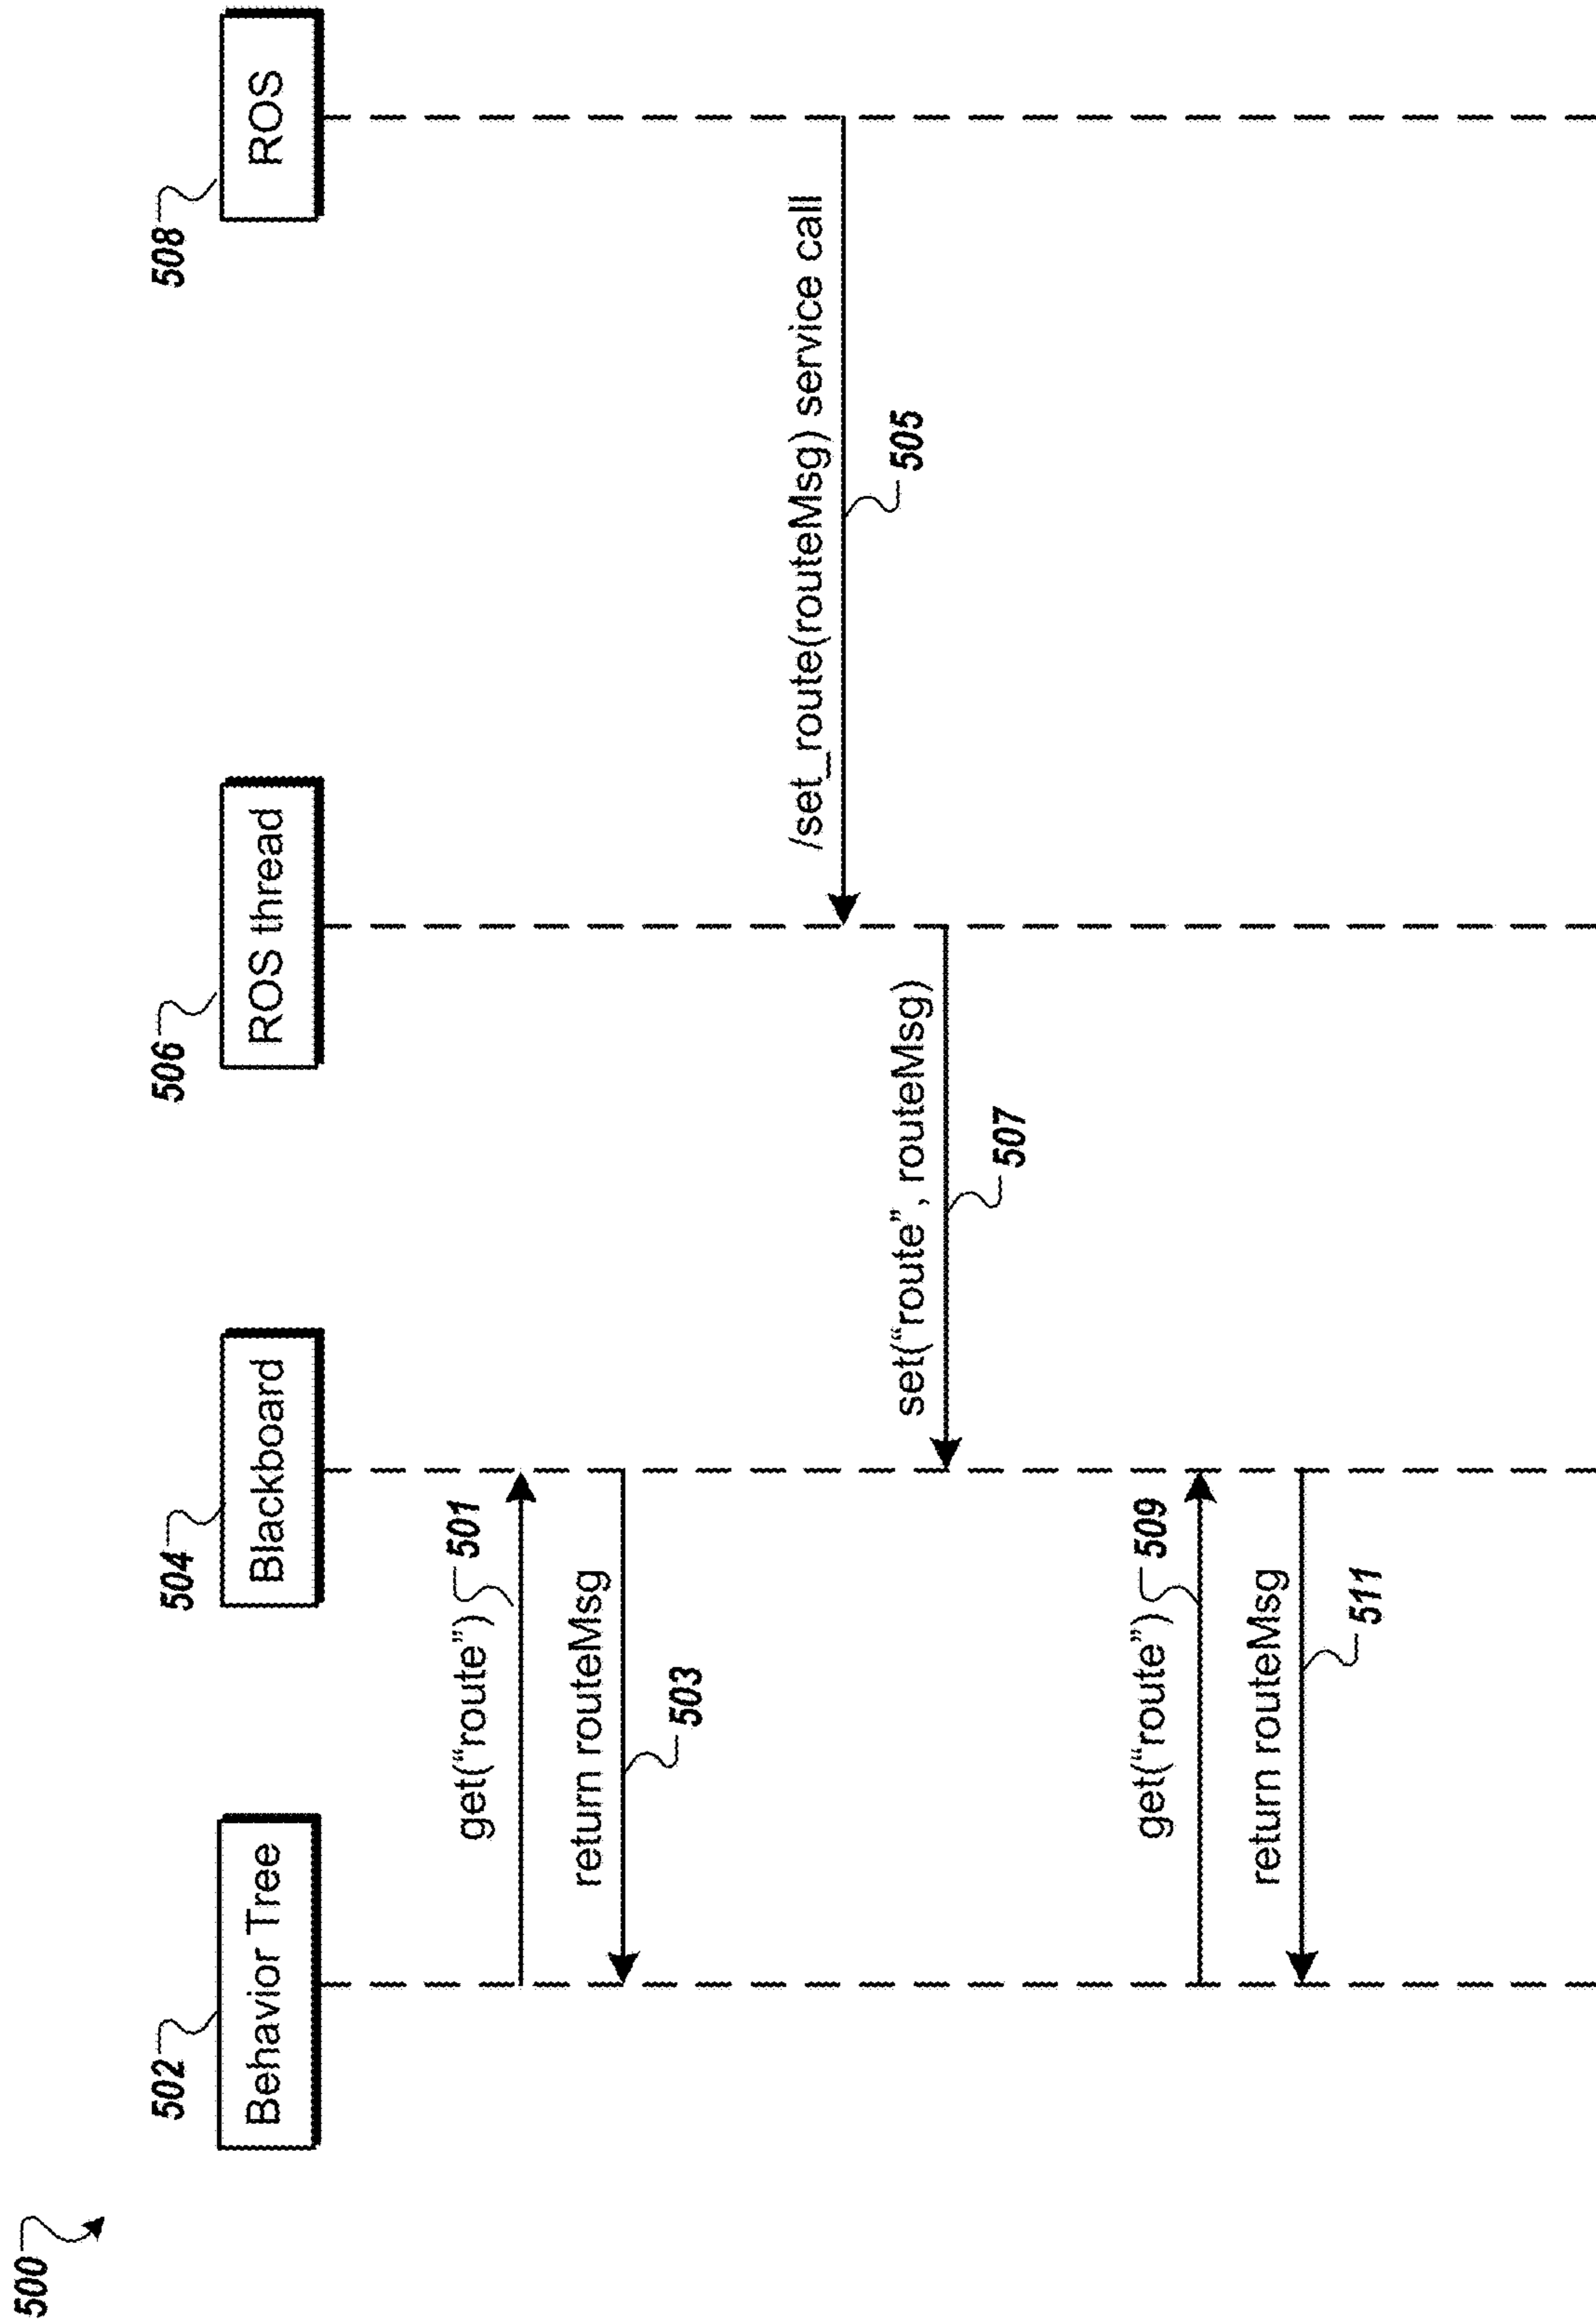 500
502
504
506
508
Behavior Tree
Blackboard
ROS thread
ROS
get(“route”)
501
return routeMsg
503
/set_route(routeMsg) service call
505
set(“route”, routeMsg)
507
get(“route”)
509
return routeMsg
511